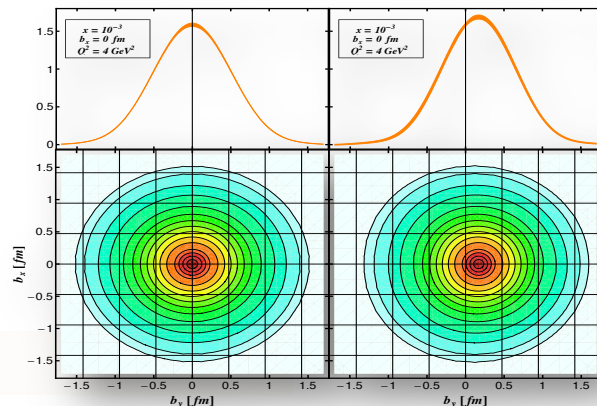 1.5
1
0.5
0
x = 10⁻³
b_x = 0 fm
Q² = 4 GeV²
x = 10⁻³
b_x = 0 fm
Q² = 4 GeV²
1.5
1
0.5
0
−0.5
−1
−1.5
b_x [fm]
−1.5 −1 −0.5 0 0.5 1 1.5 −1.5 −1 −0.5 0 0.5 1 1.5
b_y [fm] b_y [fm]